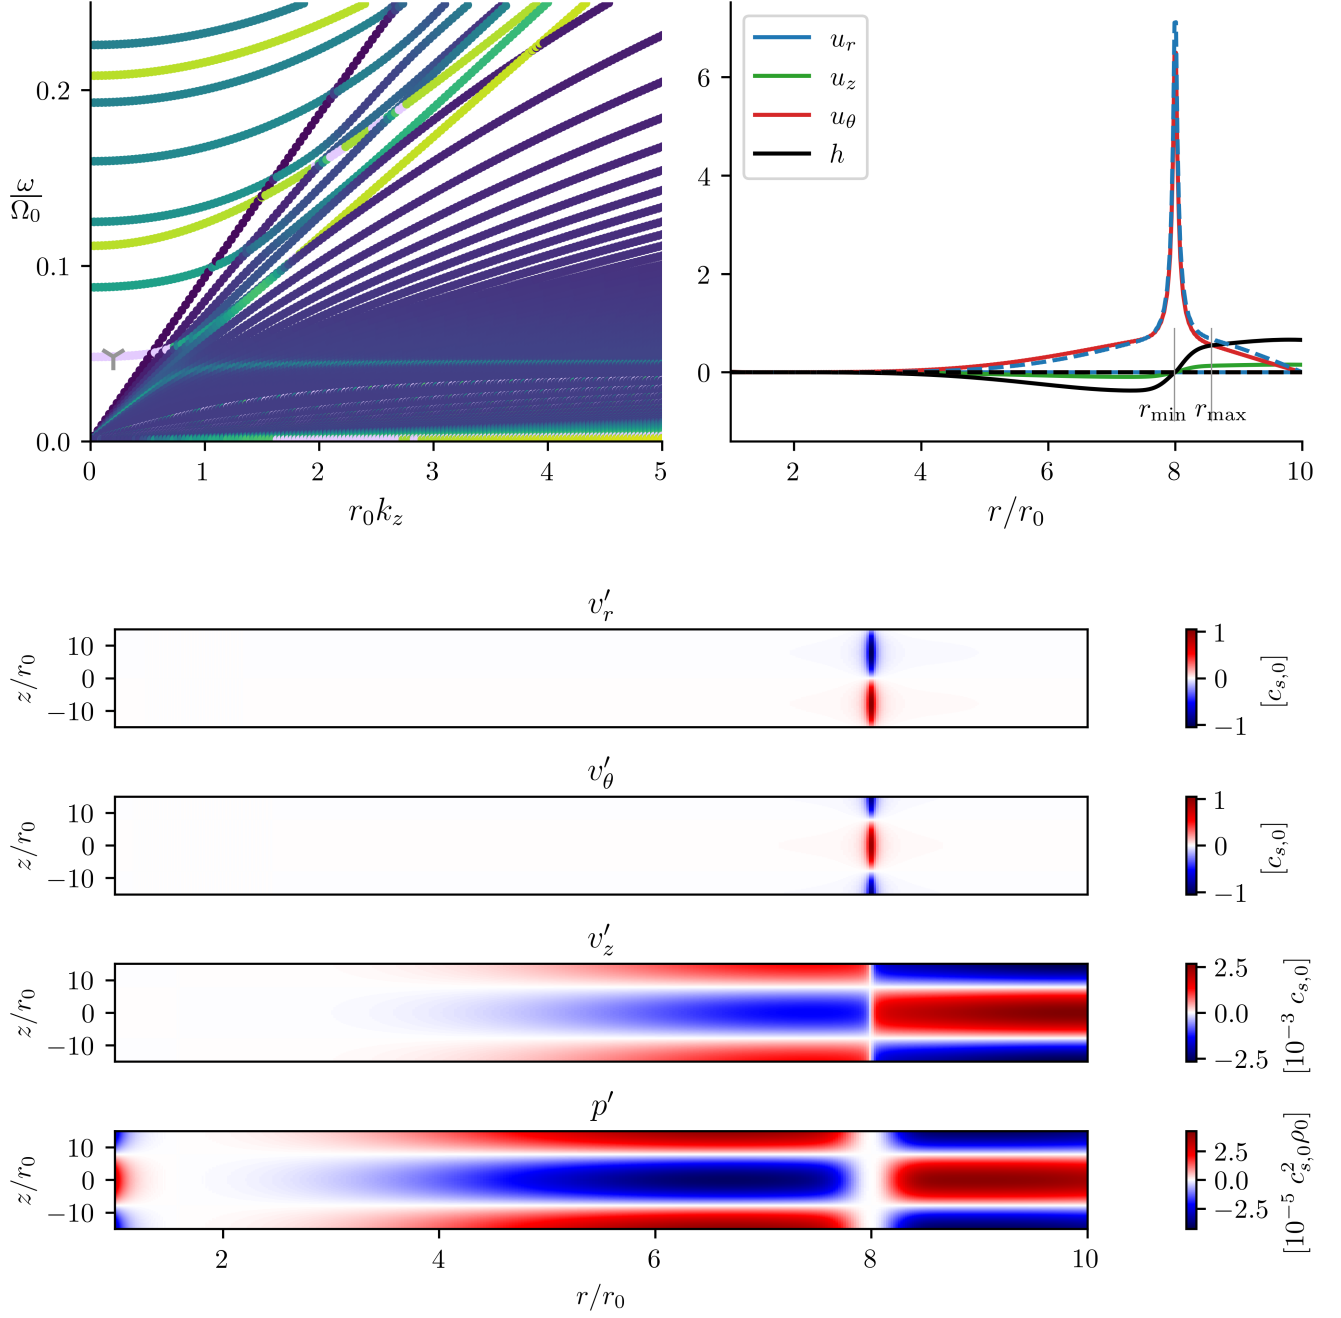 ω/Ω₀
0.2
0.1
0.0
0 1 2 3 4 5
r₀k_z
u_r
u_z
u_θ
h
6
4
2
0
r_min r_max
2 4 6 8 10
r/r₀
v′_r
z/r₀
10
0
−10
1
0
−1
[c_{s,0}]
v′_θ
z/r₀
10
0
−10
1
0
−1
[c_{s,0}]
v′_z
z/r₀
10
0
−10
2.5
0.0
−2.5
[10⁻³ c_{s,0}]
p′
z/r₀
10
0
−10
2.5
0.0
−2.5
[10⁻⁵ c²_{s,0}ρ₀]
2 4 6 8 10
r/r₀